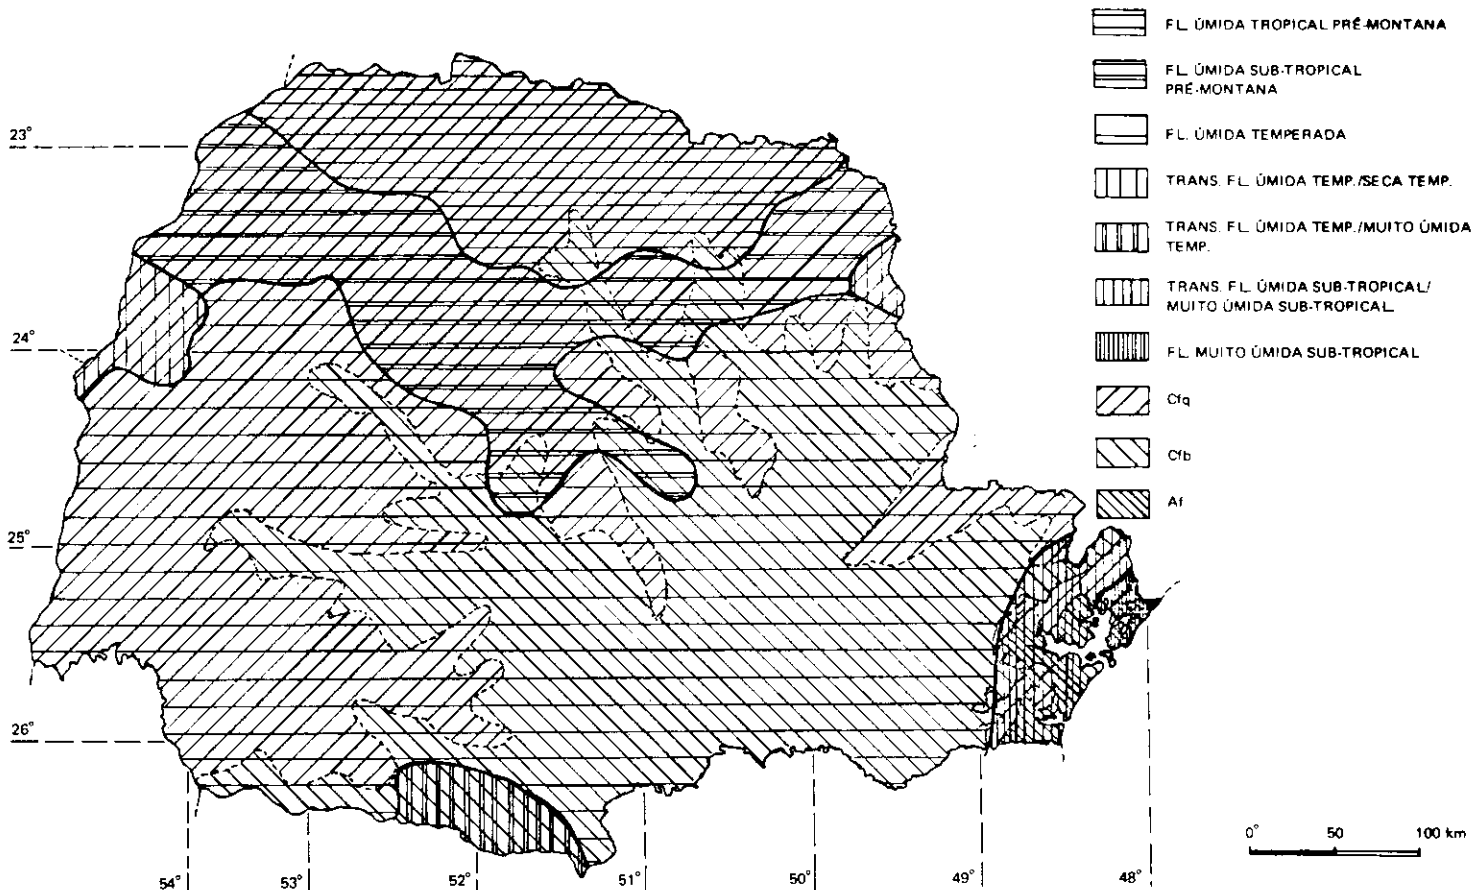 FL. ÚMIDA TROPICAL PRÉ-MONTANA
FL. ÚMIDA SUB-TROPICAL
PRÉ-MONTANA
FL. ÚMIDA TEMPERADA
TRANS. FL. ÚMIDA TEMP./SECA TEMP.
TRANS. FL. ÚMIDA TEMP./MUITO ÚMIDA
TEMP.
TRANS. FL. ÚMIDA SUB-TROPICAL/
MUITO ÚMIDA SUB-TROPICAL
FL. MUITO ÚMIDA SUB-TROPICAL
Cfq
Cfb
Af
23°
24°
25°
26°
54°
53°
52°
51°
50°
49°
48°
0° 50 100 km